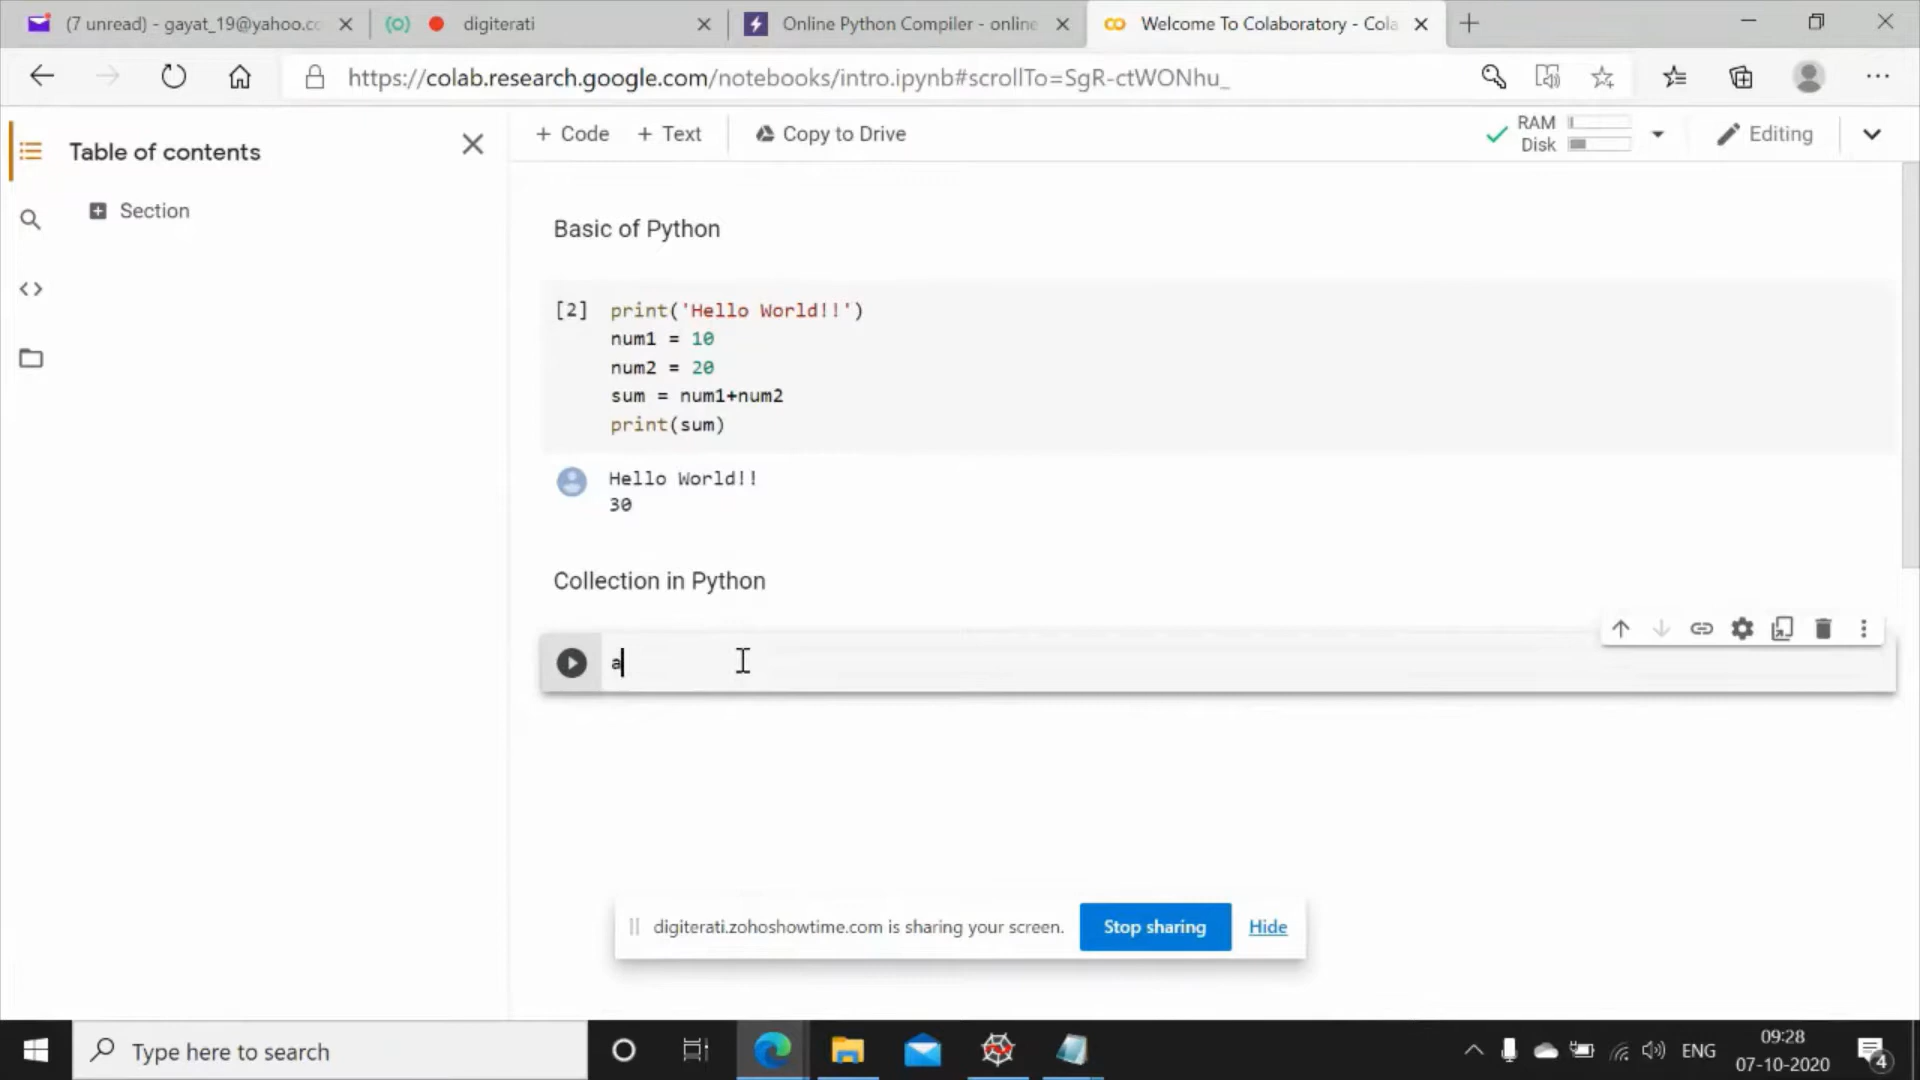 (7 unread) - gayat_19@yahoo.co
digiterati
Online Python Compiler - online
Welcome To Colaboratory - Cola
https://colab.research.google.com/notebooks/intro.ipynb#scrollTo=SgR-ctWONhu_
Table of contents
+ Code + Text Copy to Drive
RAM
Disk
Editing
Section
Basic of Python
[2] print('Hello World!!')
num1 = 10
num2 = 20
sum = num1+num2
print(sum)
Hello World!!
30
Collection in Python
a
digiterati.zohoshowtime.com is sharing your screen. Stop sharing Hide
Type here to search
ENG
09:28
07-10-2020
4